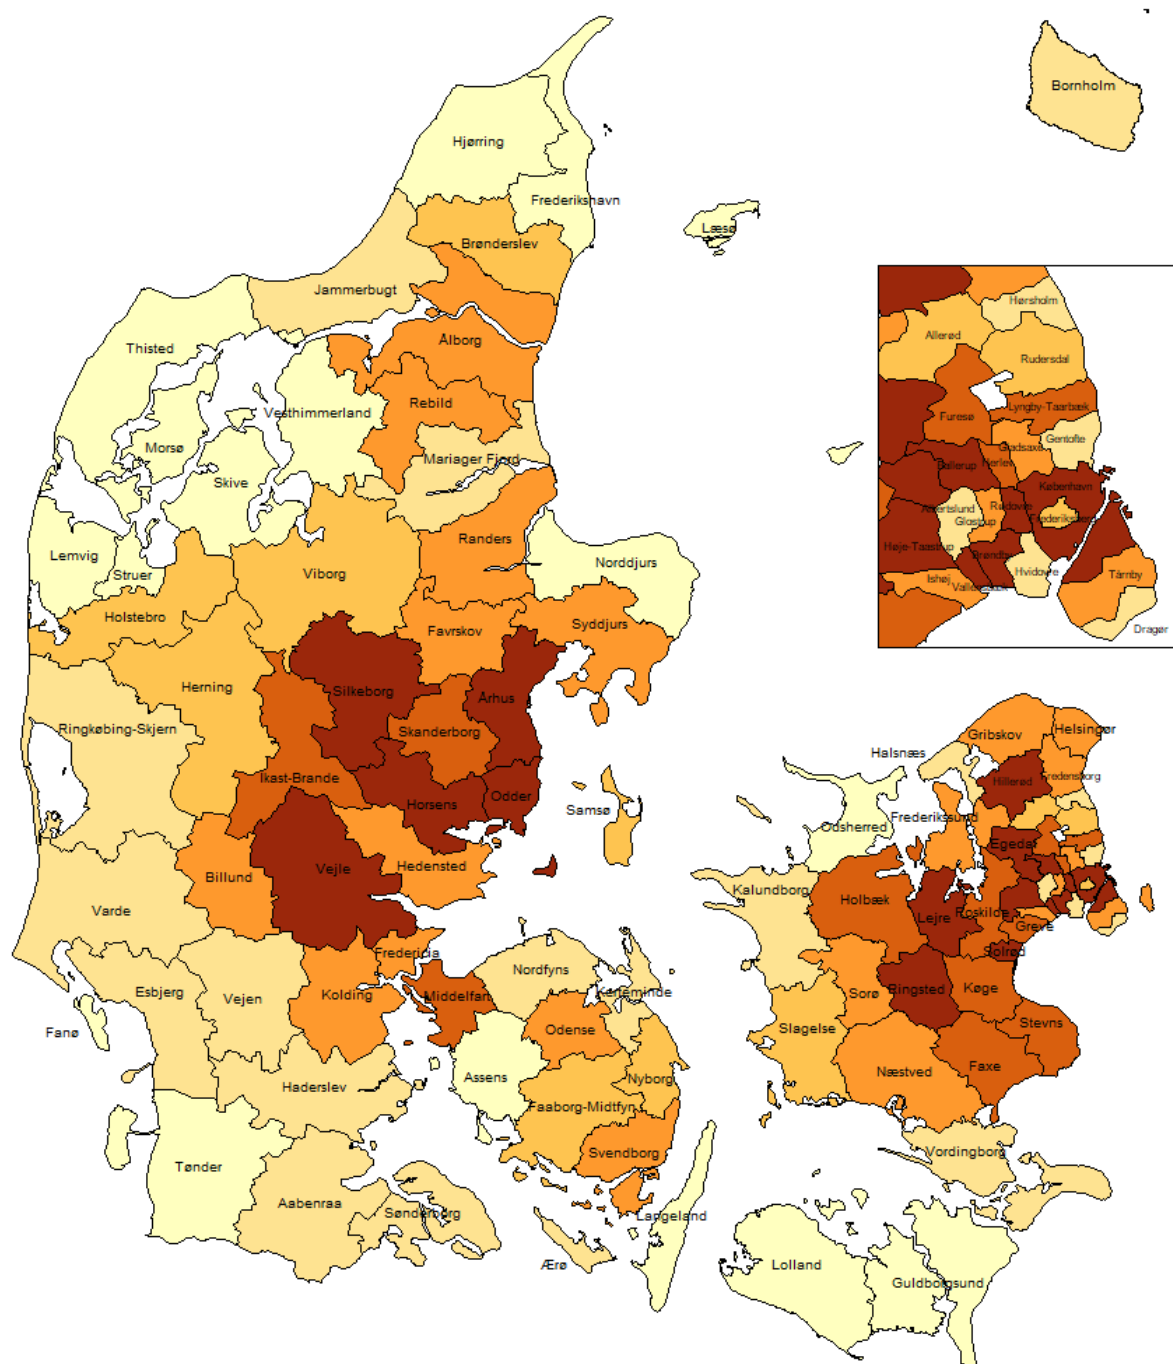 Bornholm
Hjørring
Frederikshavn
Læsø
Brønderslev
Jammerbugt
Hørsholm
Allerød
Ålborg
Thisted
Rudersdal
Rebild
Vesthimmerland
Lyngby-Taarbæk
Furesø
Gentofte
Gladsaxe
Morsø
Mariager Fjord
Ballerup
Herlev
Skive
København
Albertslund
Rødovre
Glostrup
Frederiksberg
Randers
Høje-Taastrup
Brøndby
Lemvig
Norddjurs
Hvidovre
Struer
Viborg
Ishøj
Tårnby
Vallensbæk
Holstebro
Favrskov
Syddjurs
Dragør
Herning
Silkeborg
Århus
Ringkøbing-Skjern
Skanderborg
Gribskov
Helsingør
Halsnæs
Ikast-Brande
Hillerød
Fredensborg
Horsens
Odder
Samsø
Frederikssund
Odsherred
Egedal
Vejle
Hedensted
Billund
Kalundborg
Holbæk
Varde
Lejre
Roskilde
Greve
Fredericia
Solrød
Nordfyns
Esbjerg
Vejen
Kolding
Middelfart
Kerteminde
Sorø
Ringsted
Køge
Fanø
Odense
Slagelse
Stevns
Assens
Næstved
Faxe
Haderslev
Nyborg
Faaborg-Midtfyn
Svendborg
Vordingborg
Tønder
Aabenraa
Sønderborg
Langeland
Ærø
Lolland
Guldborgsund